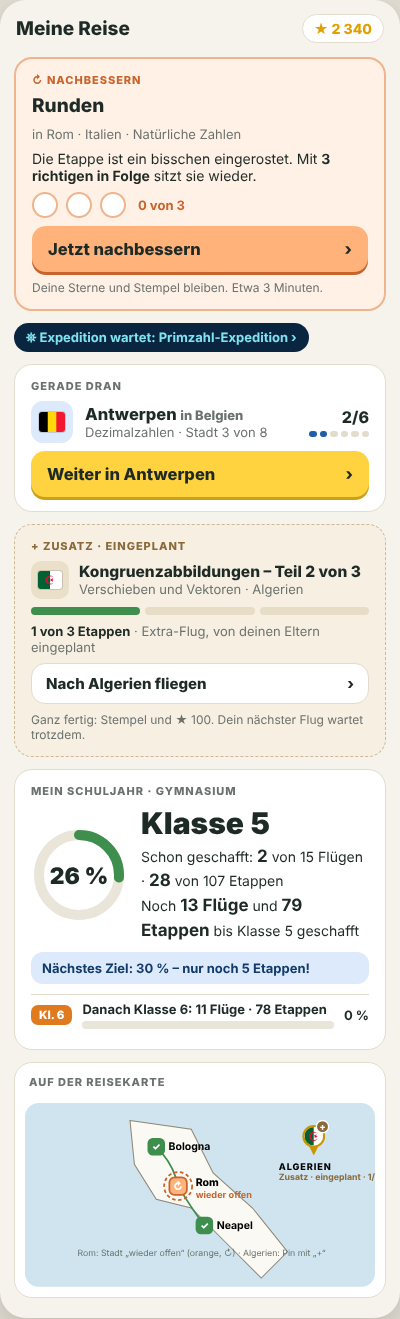 Meine Reise
★ 2 340
↻ NACHBESSERN
Runden
in Rom · Italien · Natürliche Zahlen
Die Etappe ist ein bisschen eingerostet. Mit 3
richtigen in Folge sitzt sie wieder.
0 von 3
Jetzt nachbessern ›
Deine Sterne und Stempel bleiben. Etwa 3 Minuten.
✵ Expedition wartet: Primzahl-Expedition ›
GERADE DRAN
Antwerpen in Belgien
2/6
Dezimalzahlen · Stadt 3 von 8
Weiter in Antwerpen ›
+ ZUSATZ · EINGEPLANT
Kongruenzabbildungen – Teil 2 von 3
Verschieben und Vektoren · Algerien
1 von 3 Etappen · Extra-Flug, von deinen Eltern
eingeplant
Nach Algerien fliegen ›
Ganz fertig: Stempel und ★ 100. Dein nächster Flug wartet
trotzdem.
MEIN SCHULJAHR · GYMNASIUM
26 %
Klasse 5
Schon geschafft: 2 von 15 Flügen
· 28 von 107 Etappen
Noch 13 Flüge und 79
Etappen bis Klasse 5 geschafft
Nächstes Ziel: 30 % – nur noch 5 Etappen!
Kl. 6
Danach Klasse 6: 11 Flüge · 78 Etappen
0 %
AUF DER REISEKARTE
Bologna
ALGERIEN
Zusatz · eingeplant · 1/
Rom
wieder offen
Neapel
Rom: Stadt „wieder offen“ (orange, ↻) · Algerien: Pin mit „+“